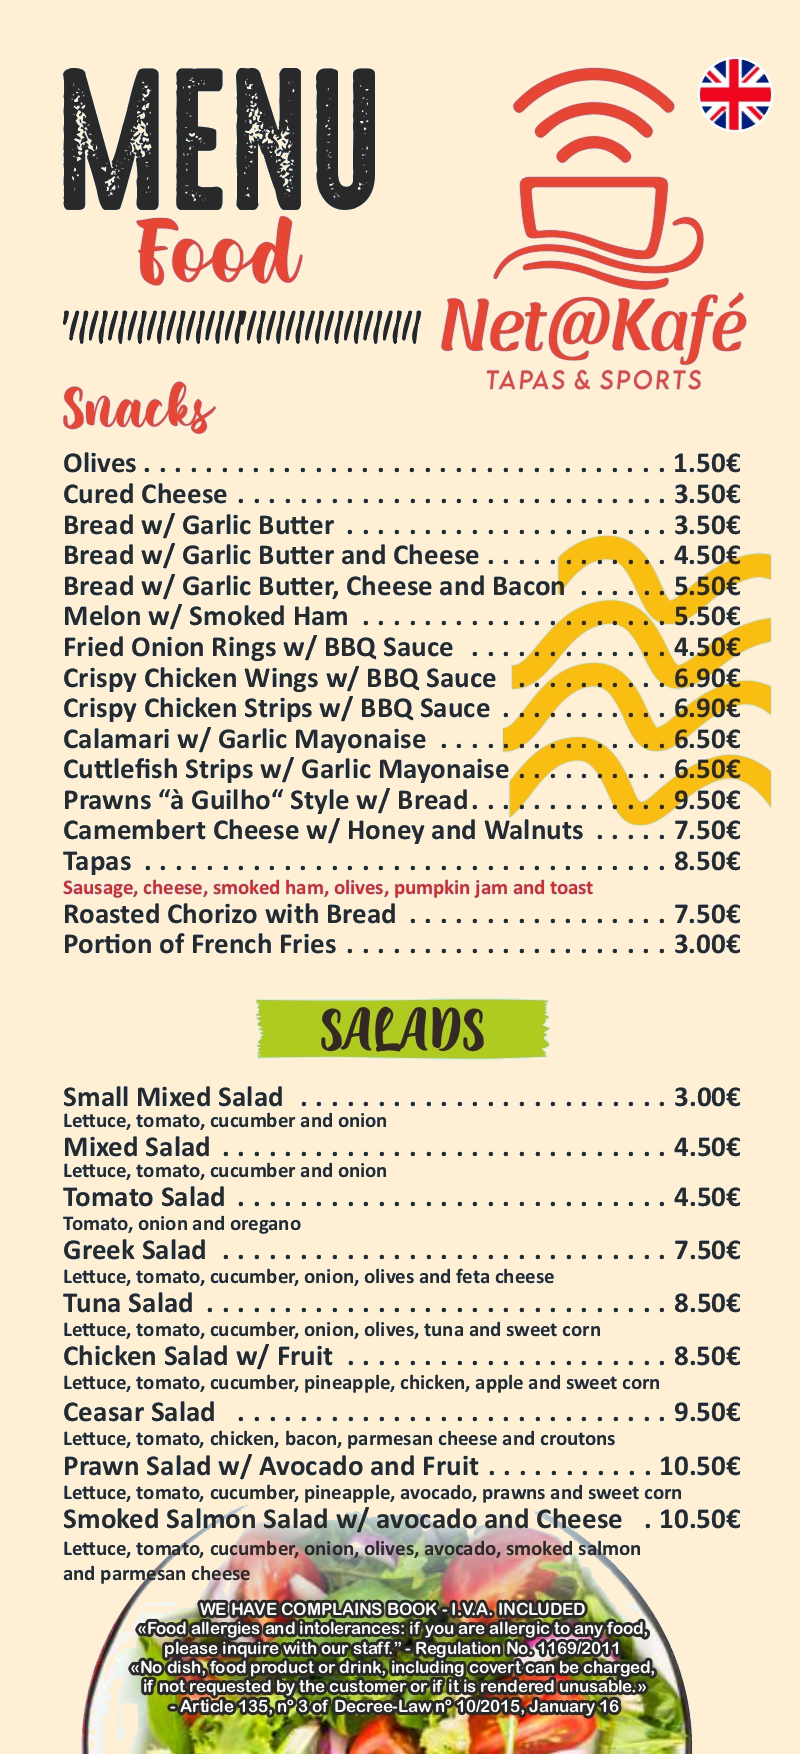 MENU
Food
Net@Kafé
TAPAS & SPORTS
Snacks
Olives . . . . . . . . . . . . . . . . . . . . . . . . . . . . . . . . . . 1.50€
Cured Cheese . . . . . . . . . . . . . . . . . . . . . . . . . . . . 3.50€
Bread w/ Garlic Butter . . . . . . . . . . . . . . . . . . . . . 3.50€
Bread w/ Garlic Butter and Cheese . . . . . . . . . . . . 4.50€
Bread w/ Garlic Butter, Cheese and Bacon . . . . . . 5.50€
Melon w/ Smoked Ham . . . . . . . . . . . . . . . . . . . . 5.50€
Fried Onion Rings w/ BBQ Sauce . . . . . . . . . . . . . 4.50€
Crispy Chicken Wings w/ BBQ Sauce . . . . . . . . . . 6.90€
Crispy Chicken Strips w/ BBQ Sauce . . . . . . . . . . . 6.90€
Calamari w/ Garlic Mayonaise . . . . . . . . . . . . . . . 6.50€
Cuttlefish Strips w/ Garlic Mayonaise . . . . . . . . . . 6.50€
Prawns “à Guilho“ Style w/ Bread. . . . . . . . . . . . . 9.50€
Camembert Cheese w/ Honey and Walnuts . . . . . 7.50€
Tapas . . . . . . . . . . . . . . . . . . . . . . . . . . . . . . . . . . 8.50€
Sausage, cheese, smoked ham, olives, pumpkin jam and toast
Roasted Chorizo with Bread . . . . . . . . . . . . . . . . . 7.50€
Portion of French Fries . . . . . . . . . . . . . . . . . . . . . 3.00€
SALADS
Small Mixed Salad . . . . . . . . . . . . . . . . . . . . . . . . 3.00€
Lettuce, tomato, cucumber and onion
Mixed Salad . . . . . . . . . . . . . . . . . . . . . . . . . . . . . 4.50€
Lettuce, tomato, cucumber and onion
Tomato Salad . . . . . . . . . . . . . . . . . . . . . . . . . . . . 4.50€
Tomato, onion and oregano
Greek Salad . . . . . . . . . . . . . . . . . . . . . . . . . . . . . 7.50€
Lettuce, tomato, cucumber, onion, olives and feta cheese
Tuna Salad . . . . . . . . . . . . . . . . . . . . . . . . . . . . . . 8.50€
Lettuce, tomato, cucumber, onion, olives, tuna and sweet corn
Chicken Salad w/ Fruit . . . . . . . . . . . . . . . . . . . . . 8.50€
Lettuce, tomato, cucumber, pineapple, chicken, apple and sweet corn
Ceasar Salad . . . . . . . . . . . . . . . . . . . . . . . . . . . . 9.50€
Lettuce, tomato, chicken, bacon, parmesan cheese and croutons
Prawn Salad w/ Avocado and Fruit . . . . . . . . . . . 10.50€
Lettuce, tomato, cucumber, pineapple, avocado, prawns and sweet corn
Smoked Salmon Salad w/ avocado and Cheese . 10.50€
Lettuce, tomato, cucumber, onion, olives, avocado, smoked salmon
and parmesan cheese
WE HAVE COMPLAINS BOOK - I.V.A. INCLUDED
«Food allergies and intolerances: if you are allergic to any food,
please inquire with our staff.” - Regulation No. 1169/2011
«No dish, food product or drink, including covert can be charged,
if not requested by the customer or if it is rendered unusable.»
- Article 135, nº 3 of Decree-Law nº 10/2015, January 16